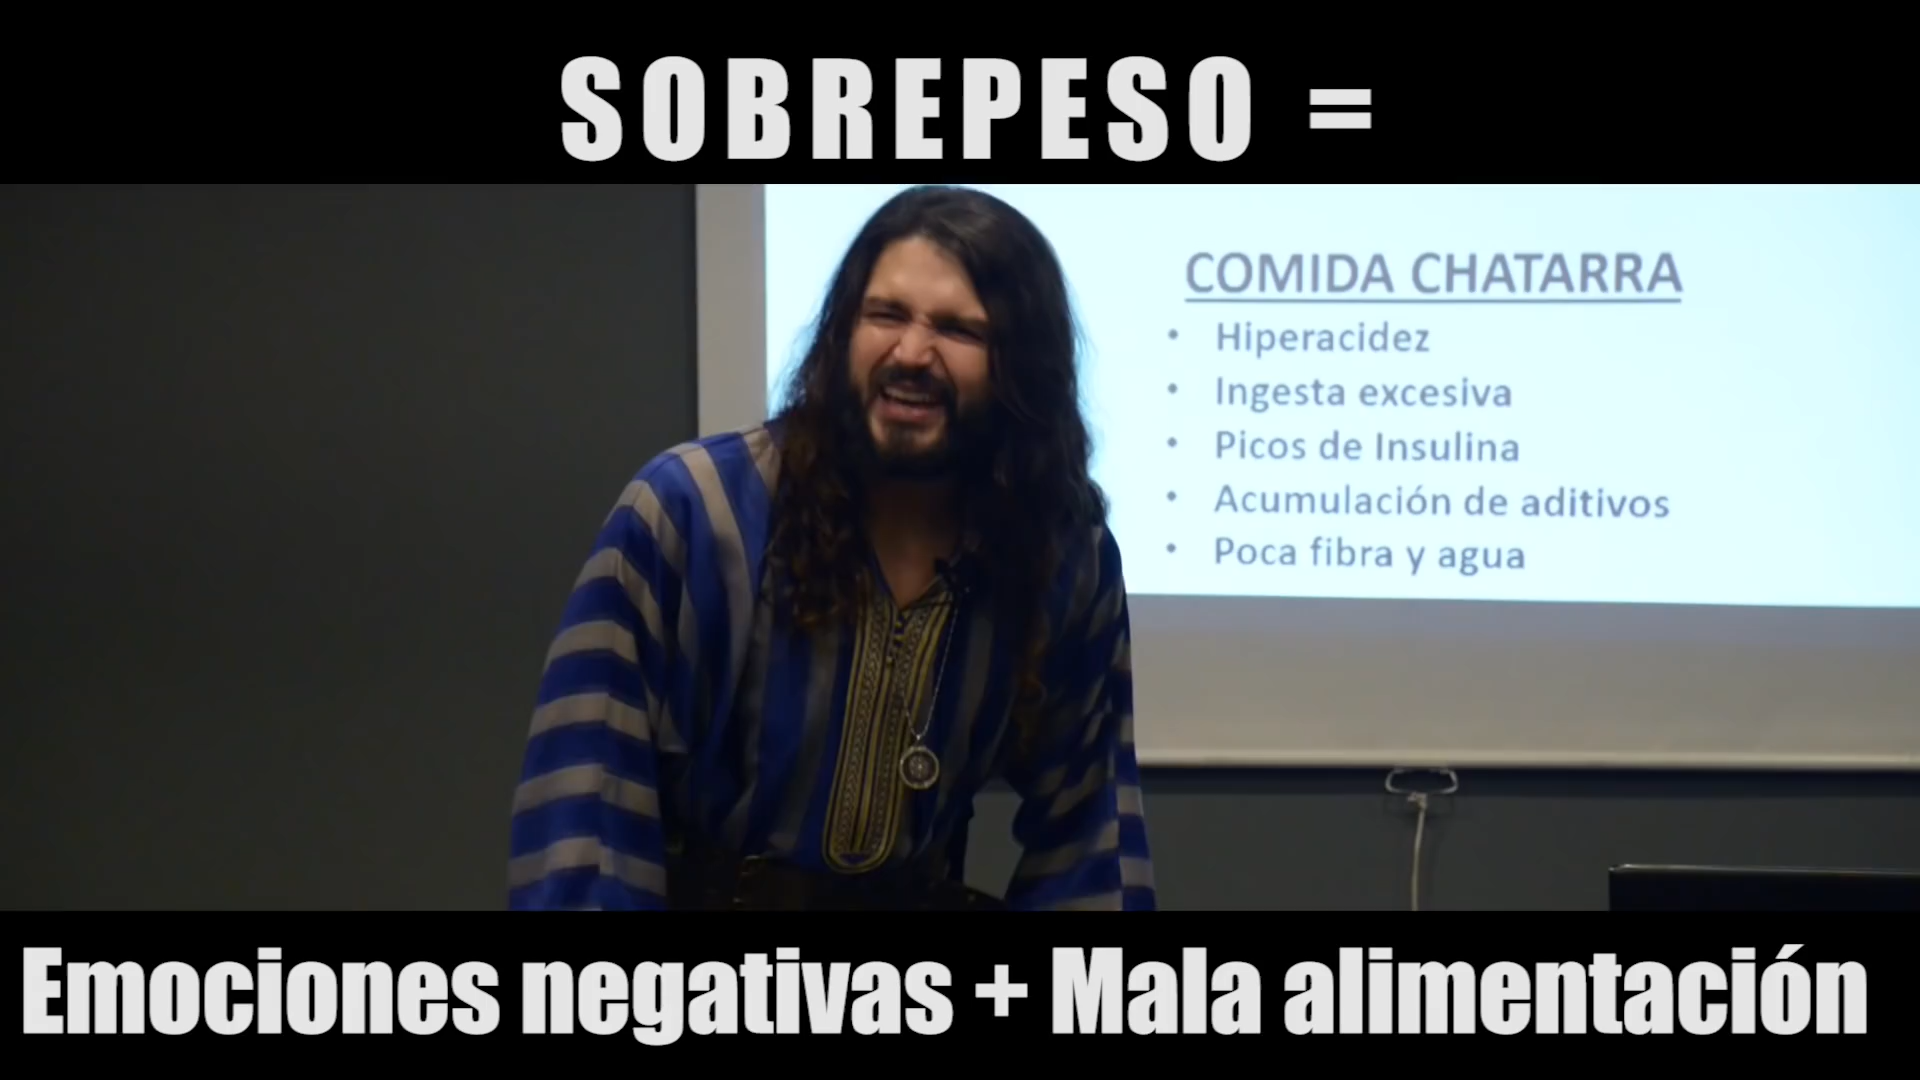 SOBREPESO =
COMIDA CHATARRA
• Hiperacidez
• Ingesta excesiva
• Picos de Insulina
• Acumulación de aditivos
• Poca fibra y agua
Emociones negativas + Mala alimentación